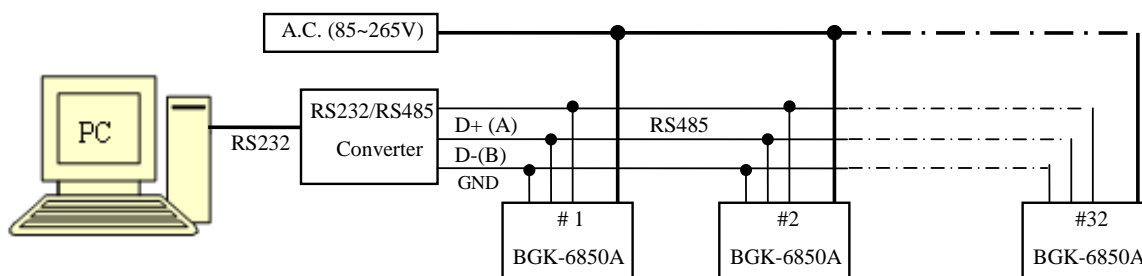 A.C. (85~265V)
PC
RS232
RS232/RS485
Converter
D+ (A)
RS485
D-(B)
GND
# 1
BGK-6850A
#2
BGK-6850A
#32
BGK-6850A